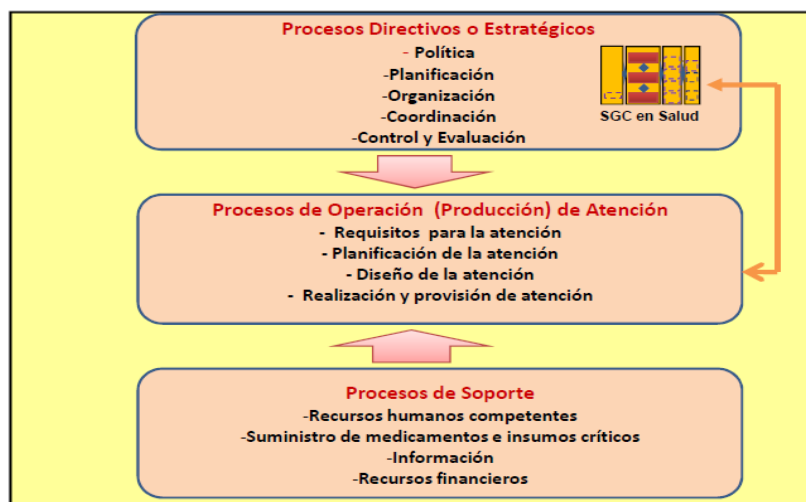 Procesos Directivos o Estratégicos
- Política
-Planificación
-Organización
-Coordinación
-Control y Evaluación
SGC en Salud
Procesos de Operación (Producción) de Atención
- Requisitos para la atención
- Planificación de la atención
- Diseño de la atención
- Realización y provisión de atención
Procesos de Soporte
-Recursos humanos competentes
-Suministro de medicamentos e insumos críticos
-Información
-Recursos financieros